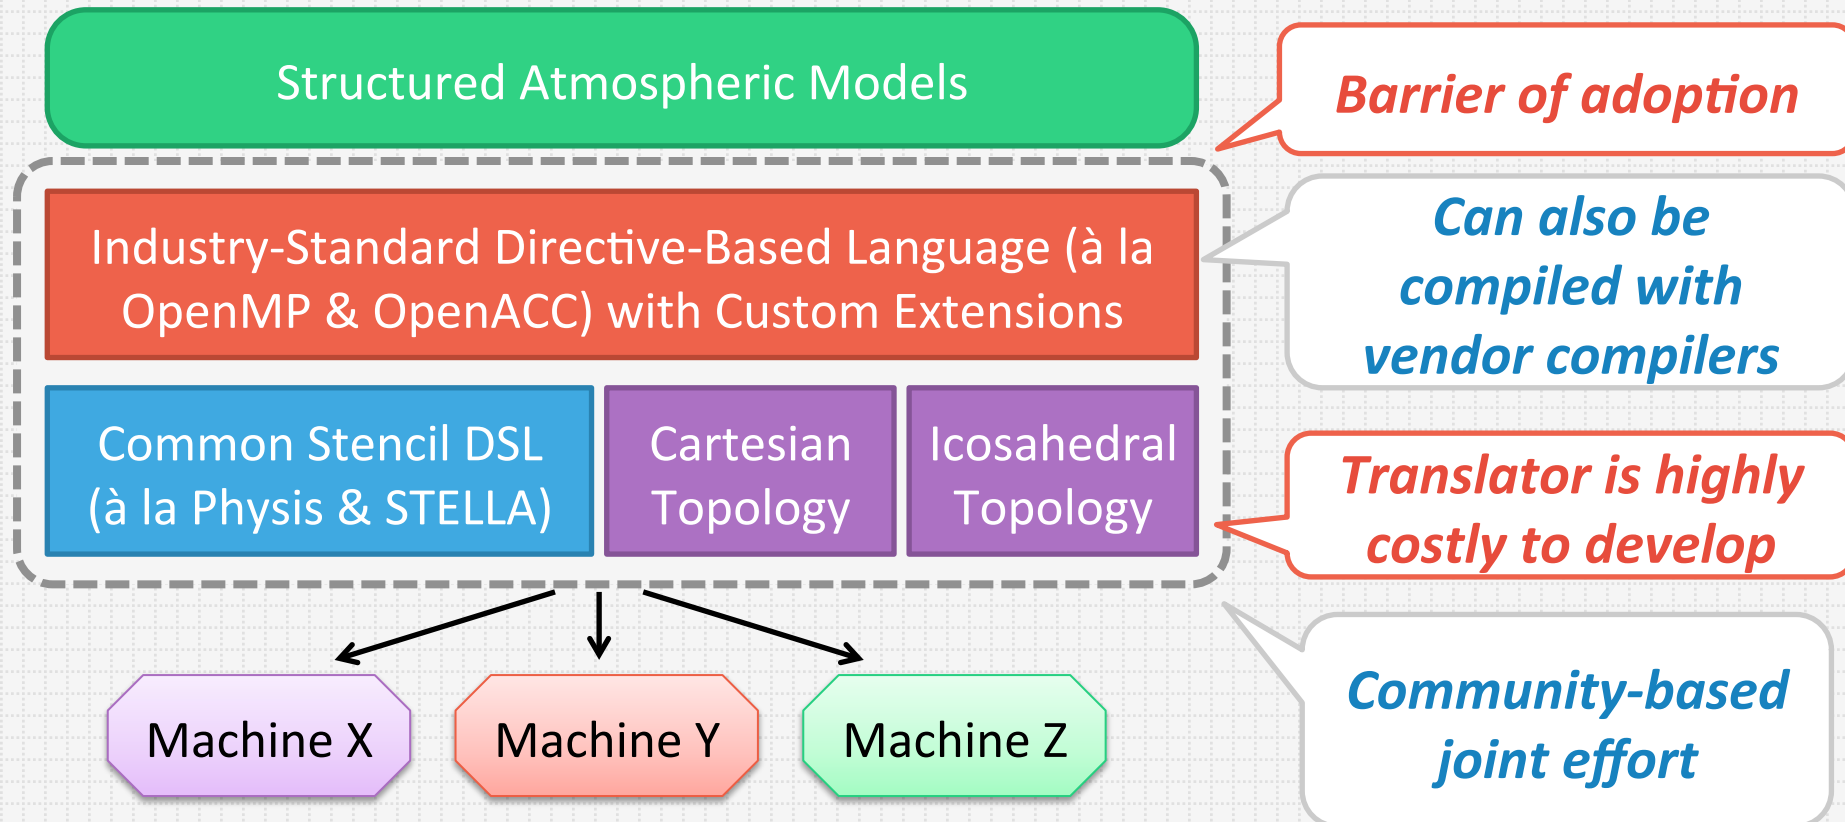 Structured Atmospheric Models
Barrier of adoption
Industry-Standard Directive-Based Language (à la
OpenMP & OpenACC) with Custom Extensions
Can also be
compiled with
vendor compilers
Common Stencil DSL
(à la Physis & STELLA)
Cartesian
Topology
Icosahedral
Topology
Translator is highly
costly to develop
Machine X
Machine Y
Machine Z
Community-based
joint effort